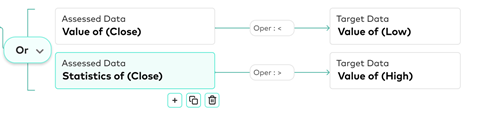 Assessed Data
Value of (Close)
Oper : <
Target Data
Value of (Low)
Or
Assessed Data
Statistics of (Close)
Oper : >
Target Data
Value of (High)